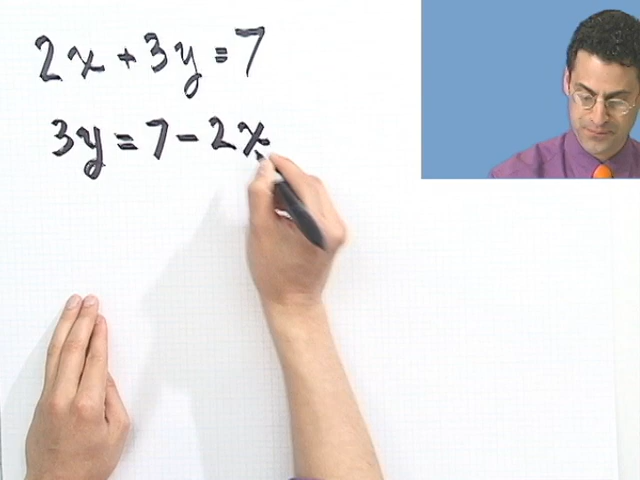 2x + 3y = 7
3y = 7 - 2x